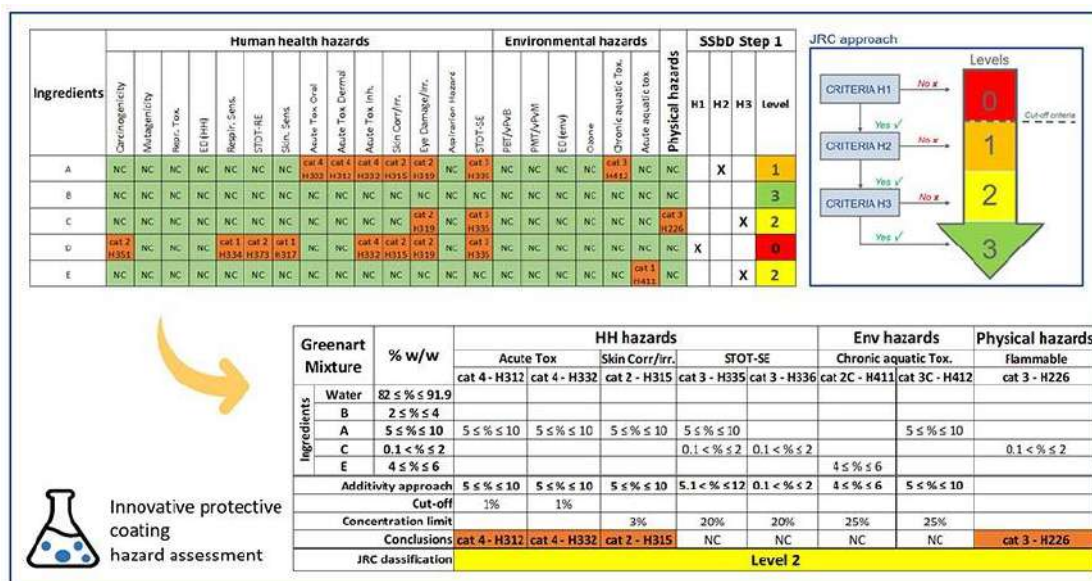 Human health hazards Environmental hazards SSbD Step 1
Ingredients Carcinogenicity Mutagenicity Repr. Tox. ED (HH) Respir. Sens. STOT-RE Skin. Sens. Acute Tox Oral Acute Tox Dermal Acute Tox Inh. Skin Corr/Irr. Eye Damage/Irr. Aspiration Hazard STOT-SE PBT/vPvB PMT/vPvM ED (env) Ozone Chronic aquatic Tox. Acute aquatic tox Physical hazards H1 H2 H3 Level
A NC NC NC NC NC NC NC cat 4 H302 cat 4 H312 cat 4 H332 cat 2 H315 cat 2 H319 NC cat 3 H335 NC NC NC NC cat 3 H412 NC NC X 1
B NC NC NC NC NC NC NC NC NC NC NC NC NC NC NC NC NC NC NC NC NC 3
C NC NC NC NC NC NC NC NC NC NC NC cat 2 H319 NC cat 3 H335 NC NC NC NC NC NC cat 3 H226 X 2
D cat 2 H351 NC NC NC cat 1 H334 cat 2 H373 cat 1 H317 NC NC cat 4 H332 cat 2 H315 cat 2 H319 NC cat 3 H335 NC NC NC NC NC NC NC X 0
E NC NC NC NC NC NC NC NC NC NC NC NC NC NC NC NC NC NC NC cat 1 H411 NC X 2
JRC approach
Levels
CRITERIA H1 No x 0
Cut-off criteria
Yes ✓
CRITERIA H2 No x 1
Yes ✓
CRITERIA H3 No x 2
Yes ✓ 3
Greenart Mixture % w/w HH hazards Env hazards Physical hazards
Acute Tox Skin Corr/Irr. STOT-SE Chronic aquatic Tox. Flammable
cat 4 - H312 cat 4 - H332 cat 2 - H315 cat 3 - H335 cat 3 - H336 cat 2C - H411 cat 3C - H412 cat 3 - H226
Ingredients
Water 82 ≤ % ≤ 91.9
B 2 ≤ % ≤ 4
A 5 ≤ % ≤ 10 5 ≤ % ≤ 10 5 ≤ % ≤ 10 5 ≤ % ≤ 10 5 ≤ % ≤ 10 5 ≤ % ≤ 10
C 0.1 < % ≤ 2 0.1 < % ≤ 2 0.1 < % ≤ 2 0.1 < % ≤ 2
E 4 ≤ % ≤ 6 4 ≤ % ≤ 6
Additivity approach 5 ≤ % ≤ 10 5 ≤ % ≤ 10 5 ≤ % ≤ 10 5.1 < % ≤ 12 0.1 < % ≤ 2 4 ≤ % ≤ 6 5 ≤ % ≤ 10
Cut-off 1% 1%
Concentration limit 3% 20% 20% 25% 25%
Conclusions cat 4 - H312 cat 4 - H332 cat 2 - H315 NC NC NC NC cat 3 - H226
JRC classification Level 2
Innovative protective
coating
hazard assessment